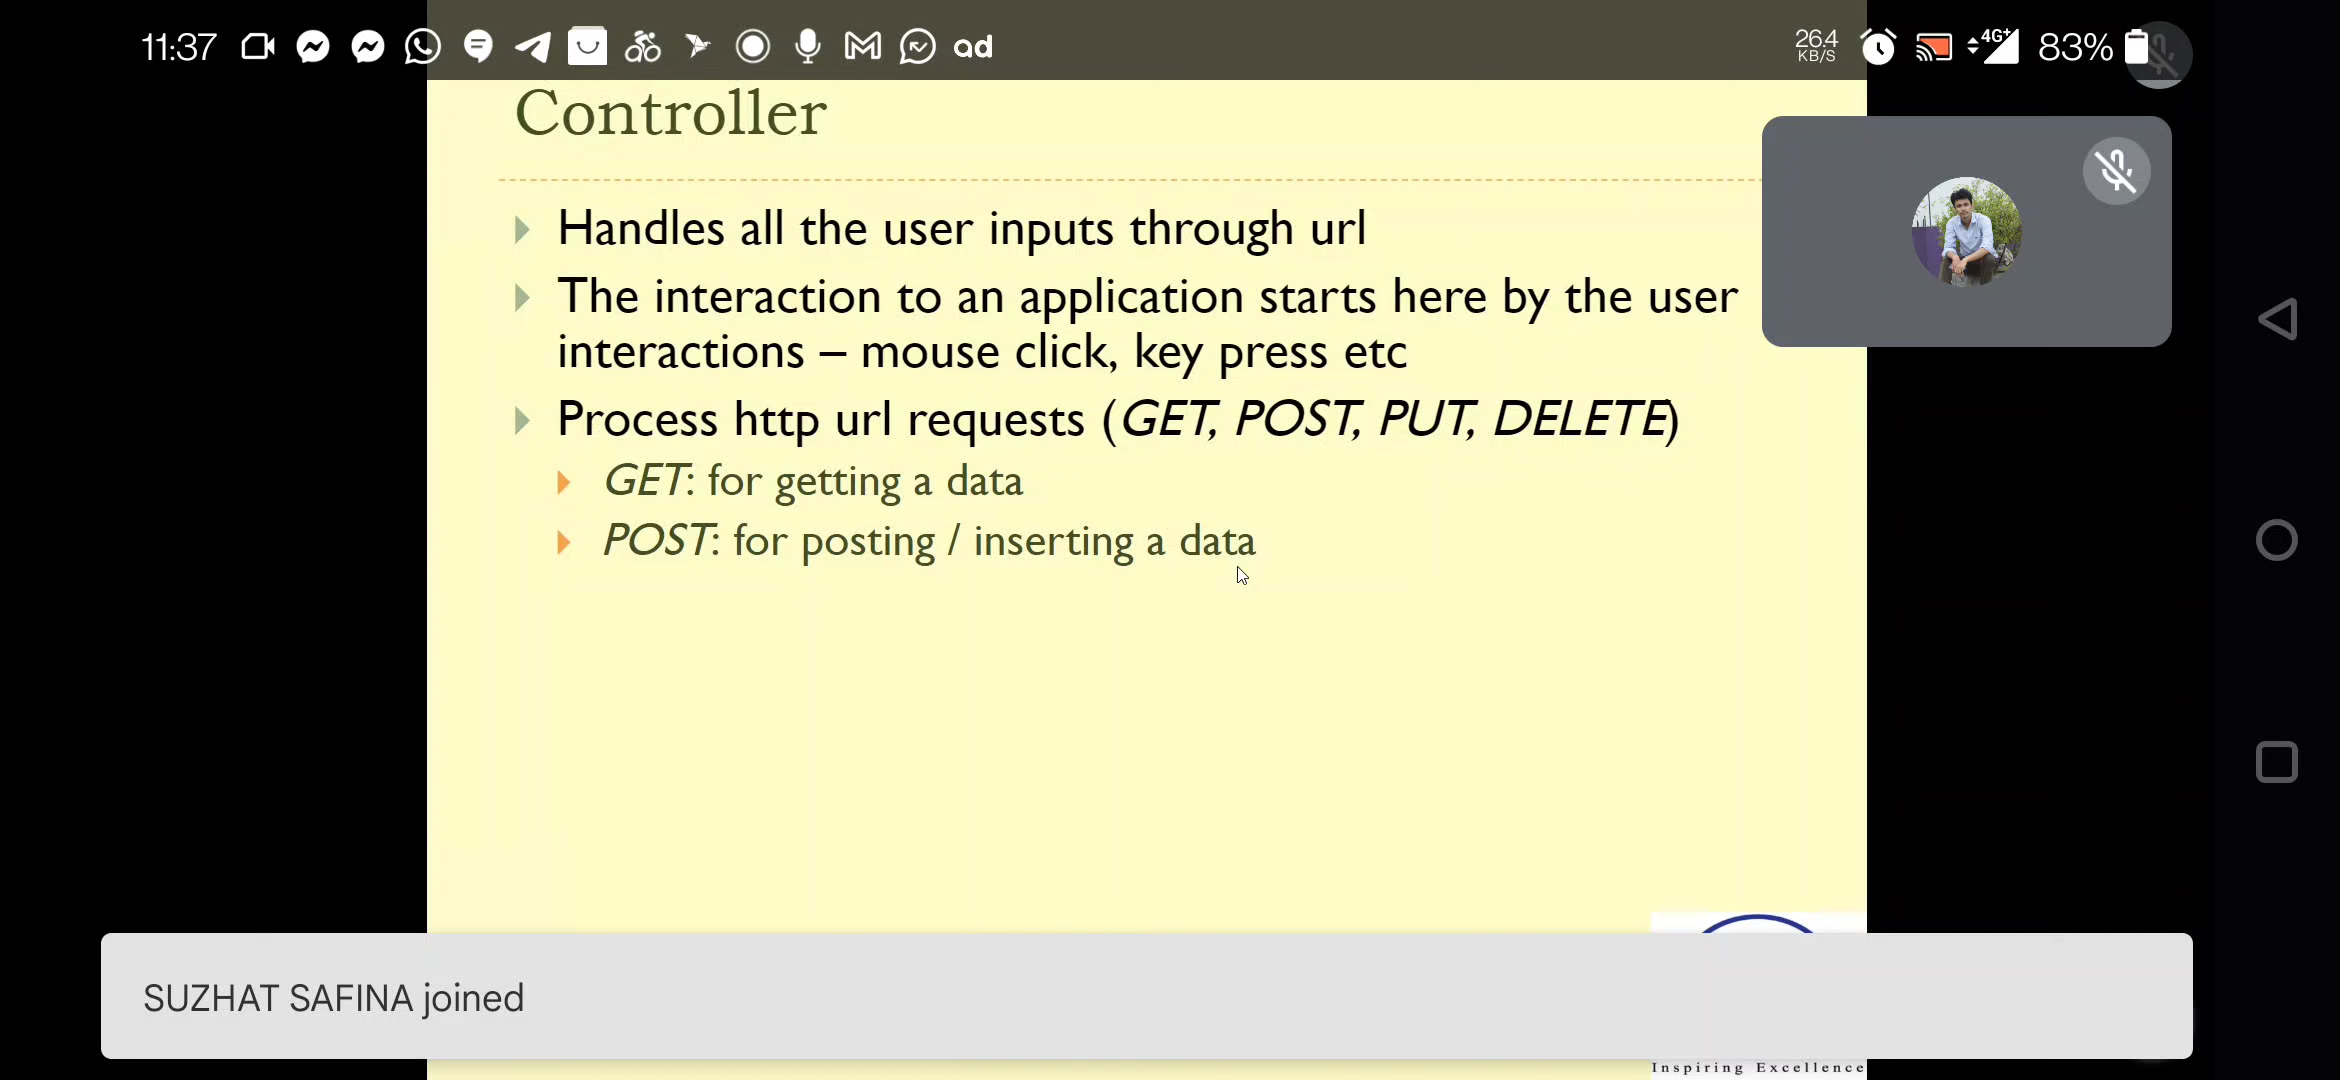 11:37 ad 26.4 KB/S 4G+ 83%
Controller
Handles all the user inputs through url
The interaction to an application starts here by the user
interactions – mouse click, key press etc
Process http url requests (GET, POST, PUT, DELETE)
GET: for getting a data
POST: for posting / inserting a data
SUZHAT SAFINA joined
Inspiring Excellence